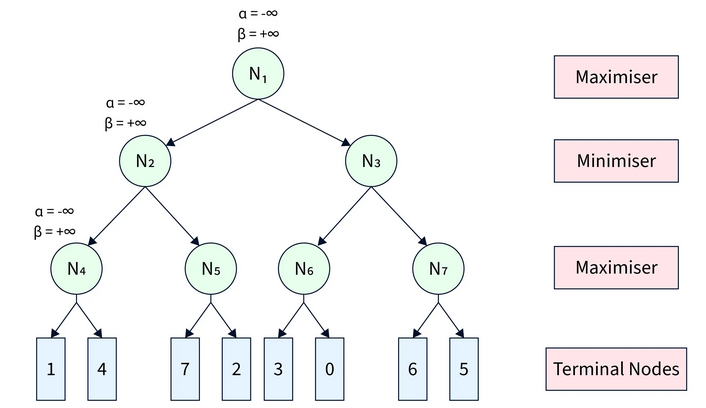 α = -∞
β = +∞
N₁
Maximiser
α = -∞
β = +∞
N₂
N₃
Minimiser
α = -∞
β = +∞
N₄
N₅
N₆
N₇
Maximiser
1
4
7
2
3
0
6
5
Terminal Nodes